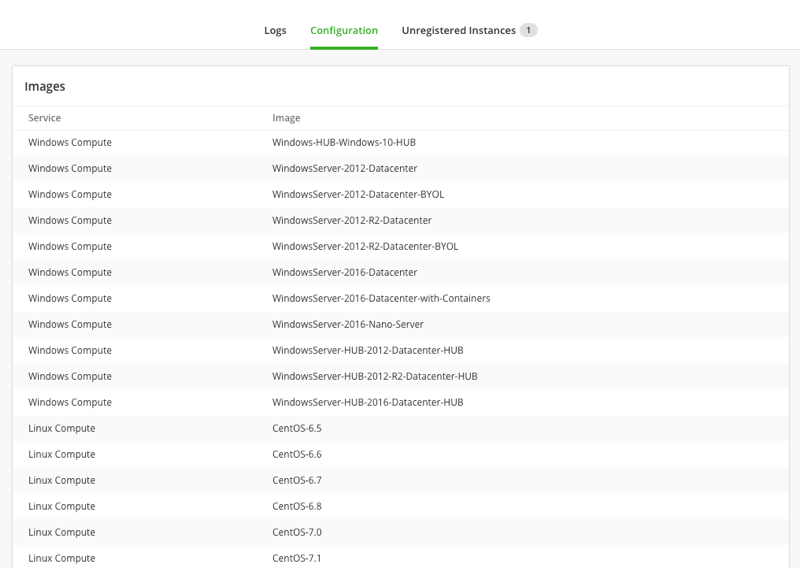 Logs Configuration Unregistered Instances 1
Images
Service Image
Windows Compute Windows-HUB-Windows-10-HUB
Windows Compute WindowsServer-2012-Datacenter
Windows Compute WindowsServer-2012-Datacenter-BYOL
Windows Compute WindowsServer-2012-R2-Datacenter
Windows Compute WindowsServer-2012-R2-Datacenter-BYOL
Windows Compute WindowsServer-2016-Datacenter
Windows Compute WindowsServer-2016-Datacenter-with-Containers
Windows Compute WindowsServer-2016-Nano-Server
Windows Compute WindowsServer-HUB-2012-Datacenter-HUB
Windows Compute WindowsServer-HUB-2012-R2-Datacenter-HUB
Windows Compute WindowsServer-HUB-2016-Datacenter-HUB
Linux Compute CentOS-6.5
Linux Compute CentOS-6.6
Linux Compute CentOS-6.7
Linux Compute CentOS-6.8
Linux Compute CentOS-7.0
Linux Compute CentOS-7.1